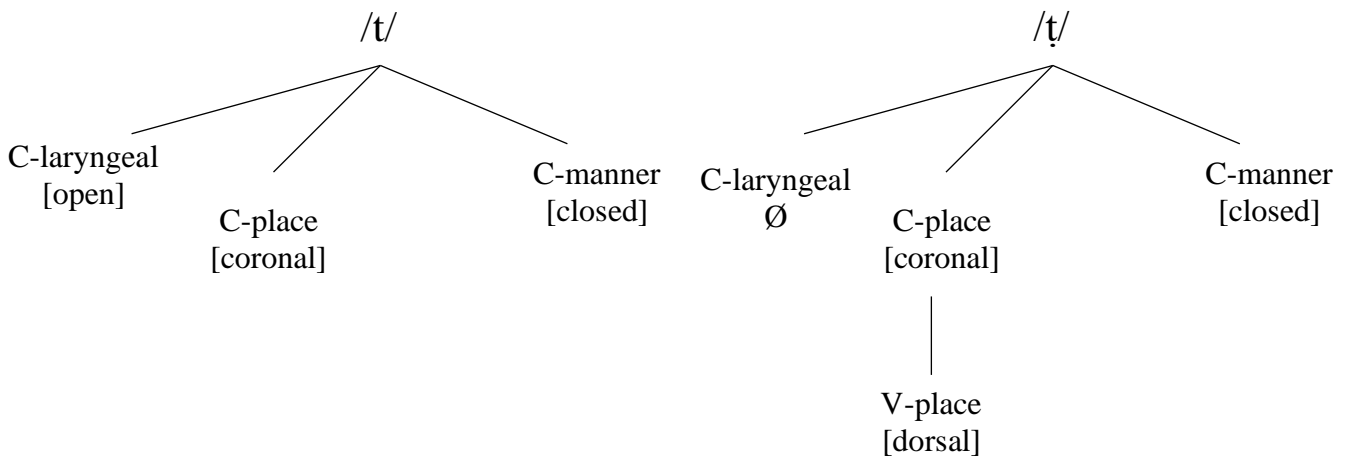 /t/
C-laryngeal
[open]
C-place
[coronal]
C-manner
[closed]
/ṭ/
C-laryngeal
Ø
C-place
[coronal]
C-manner
[closed]
V-place
[dorsal]